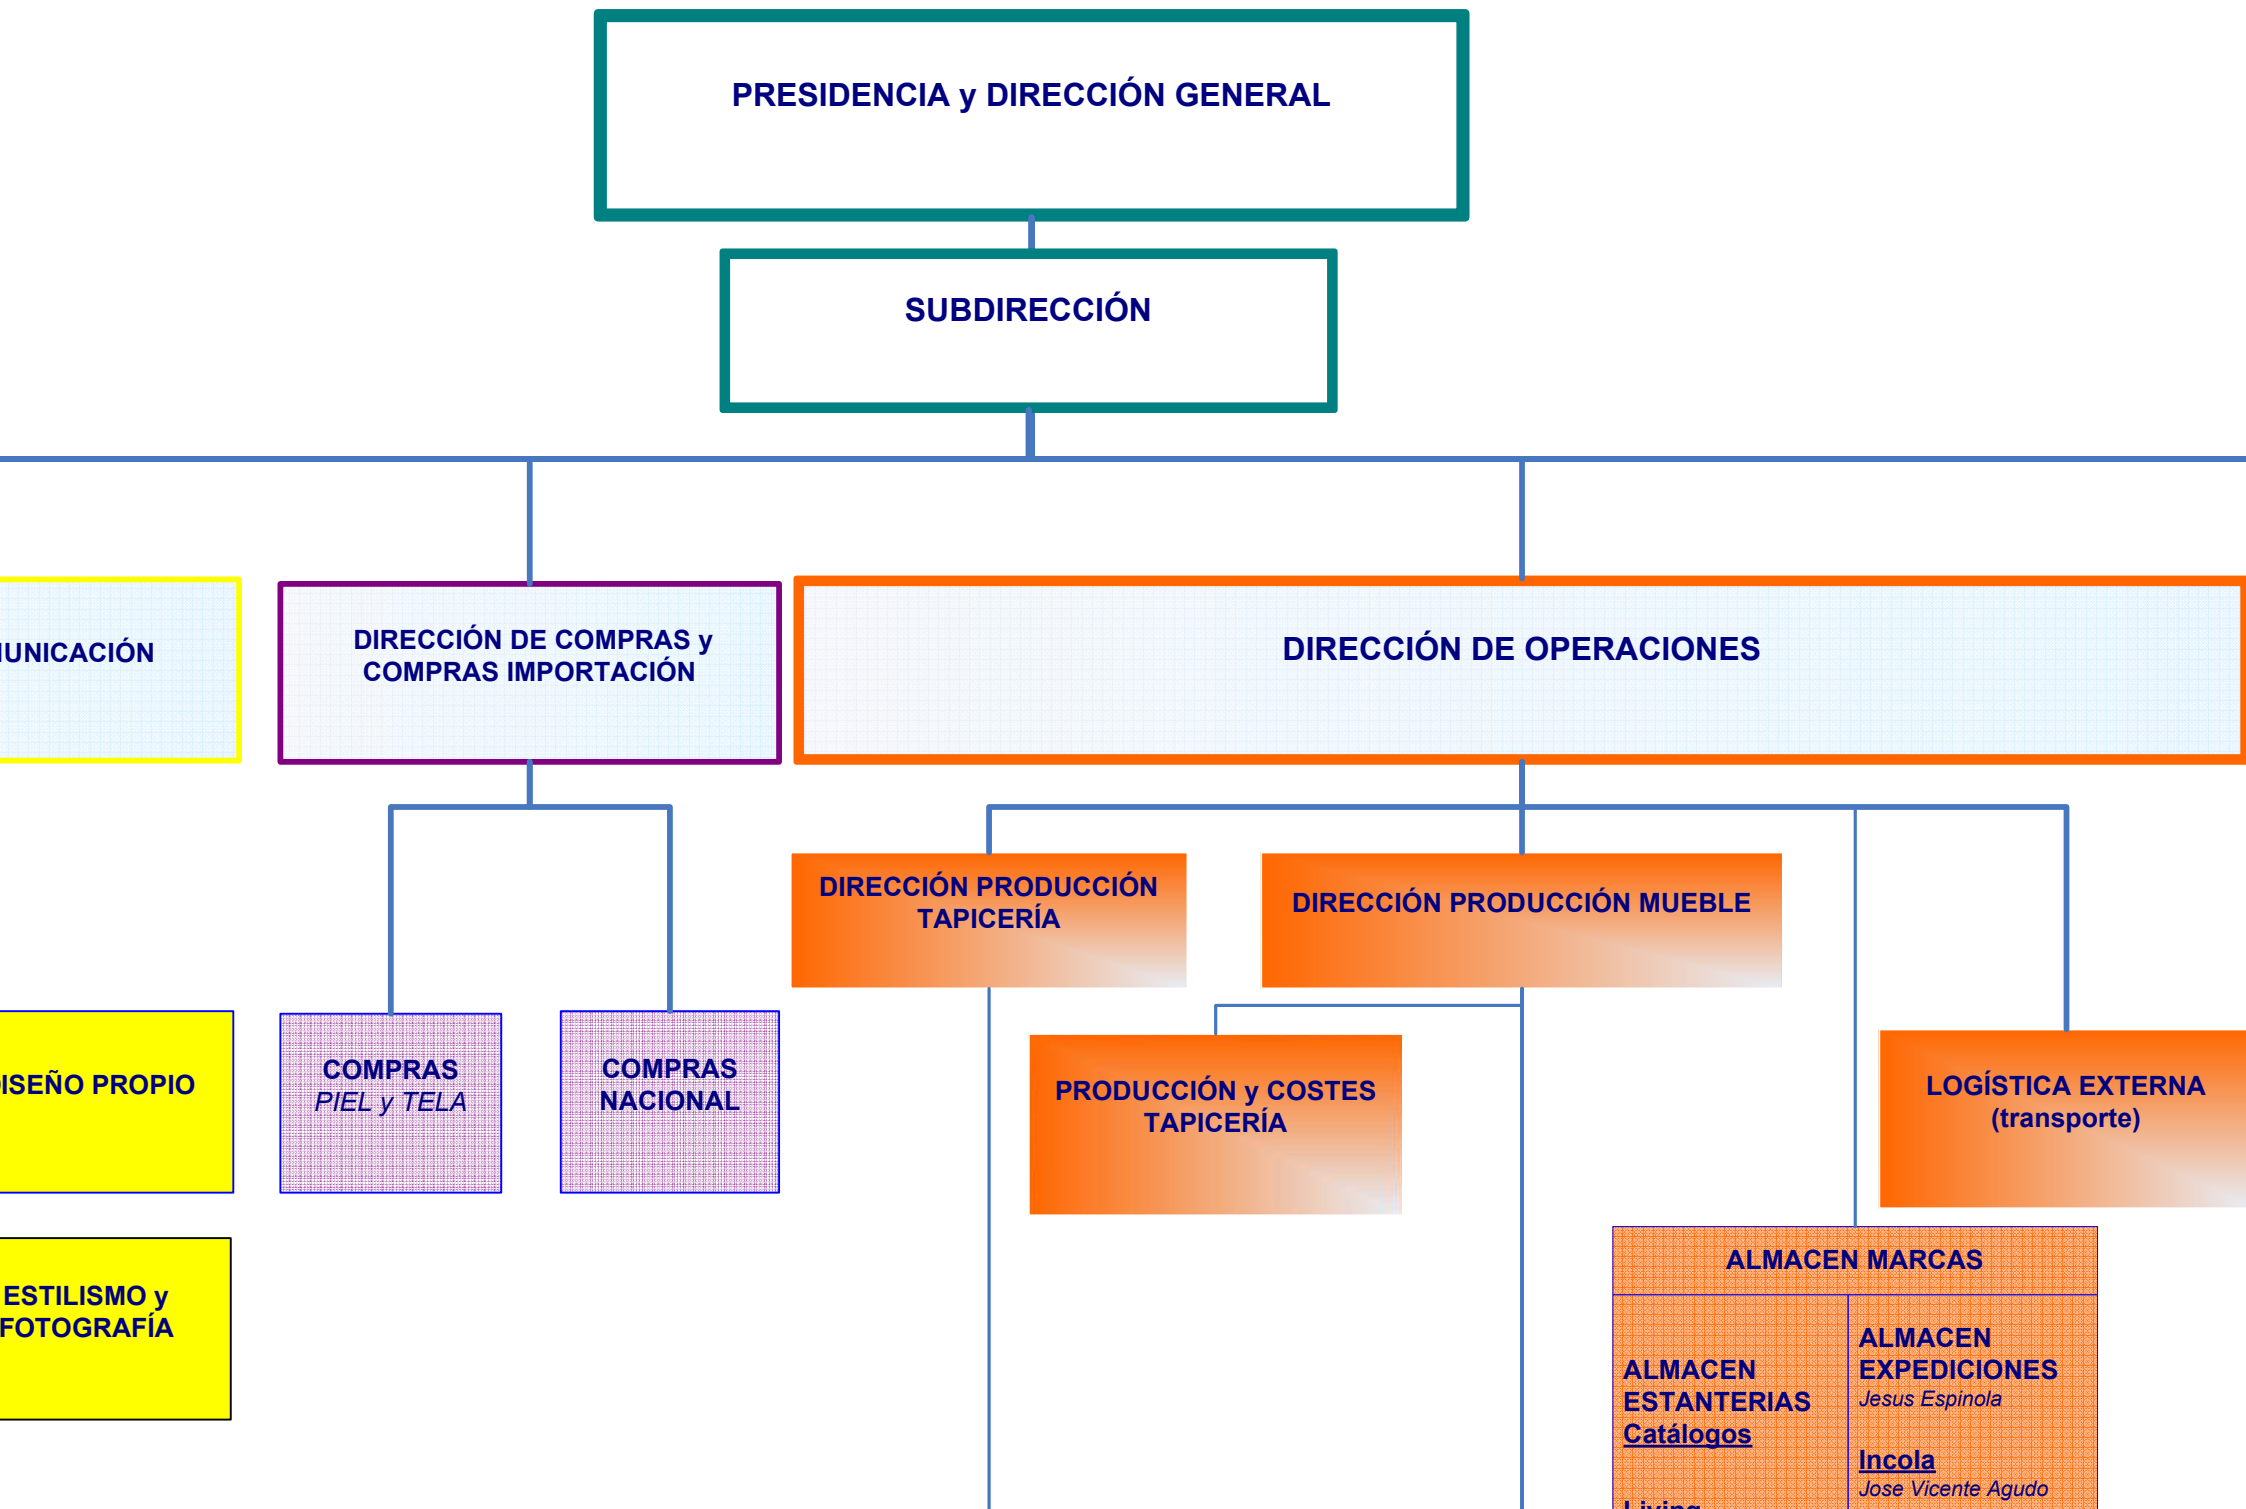 PRESIDENCIA y DIRECCIÓN GENERAL
SUBDIRECCIÓN
DIRECCIÓN DE COMPRAS y
COMPRAS IMPORTACIÓN
DIRECCIÓN DE OPERACIONES
DIRECCIÓN PRODUCCIÓN
TAPICERÍA
DIRECCIÓN PRODUCCIÓN MUEBLE
PROPIO
COMPRAS
PIEL y TELA
COMPRAS
NACIONAL
PRODUCCIÓN y COSTES
TAPICERÍA
LOGÍSTICA EXTERNA
(transporte)
ESTILISMO y
FOTOGRAFÍA
ALMACEN MARCAS
ALMACEN
ESTANTERIAS
Catálogos
Living
ALMACEN
EXPEDICIONES
Jesus Espinola
Incola
Jose Vicente Agudo